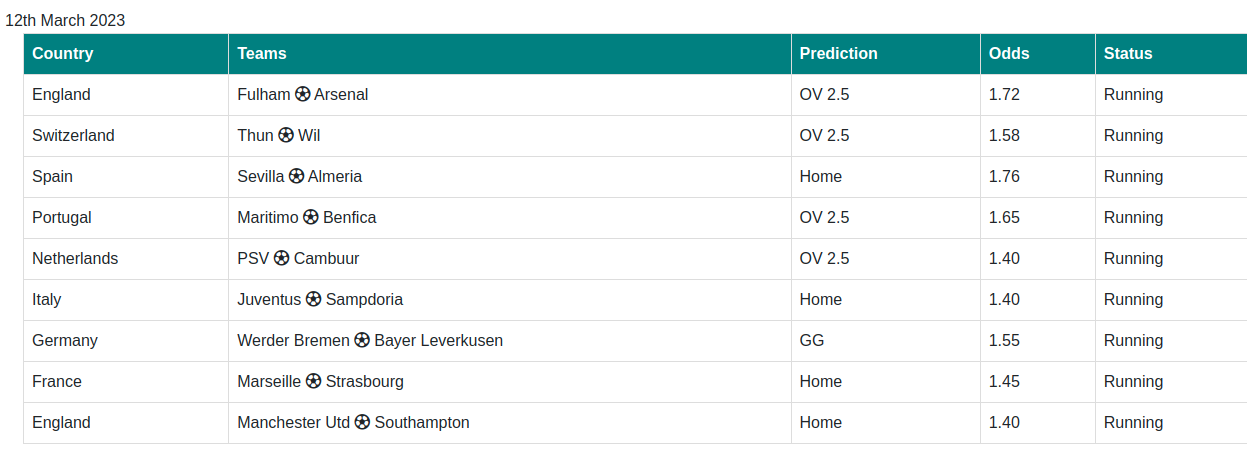 12th March 2023
Country Teams Prediction Odds Status
England Fulham ⚽ Arsenal OV 2.5 1.72 Running
Switzerland Thun ⚽ Wil OV 2.5 1.58 Running
Spain Sevilla ⚽ Almeria Home 1.76 Running
Portugal Maritimo ⚽ Benfica OV 2.5 1.65 Running
Netherlands PSV ⚽ Cambuur OV 2.5 1.40 Running
Italy Juventus ⚽ Sampdoria Home 1.40 Running
Germany Werder Bremen ⚽ Bayer Leverkusen GG 1.55 Running
France Marseille ⚽ Strasbourg Home 1.45 Running
England Manchester Utd ⚽ Southampton Home 1.40 Running